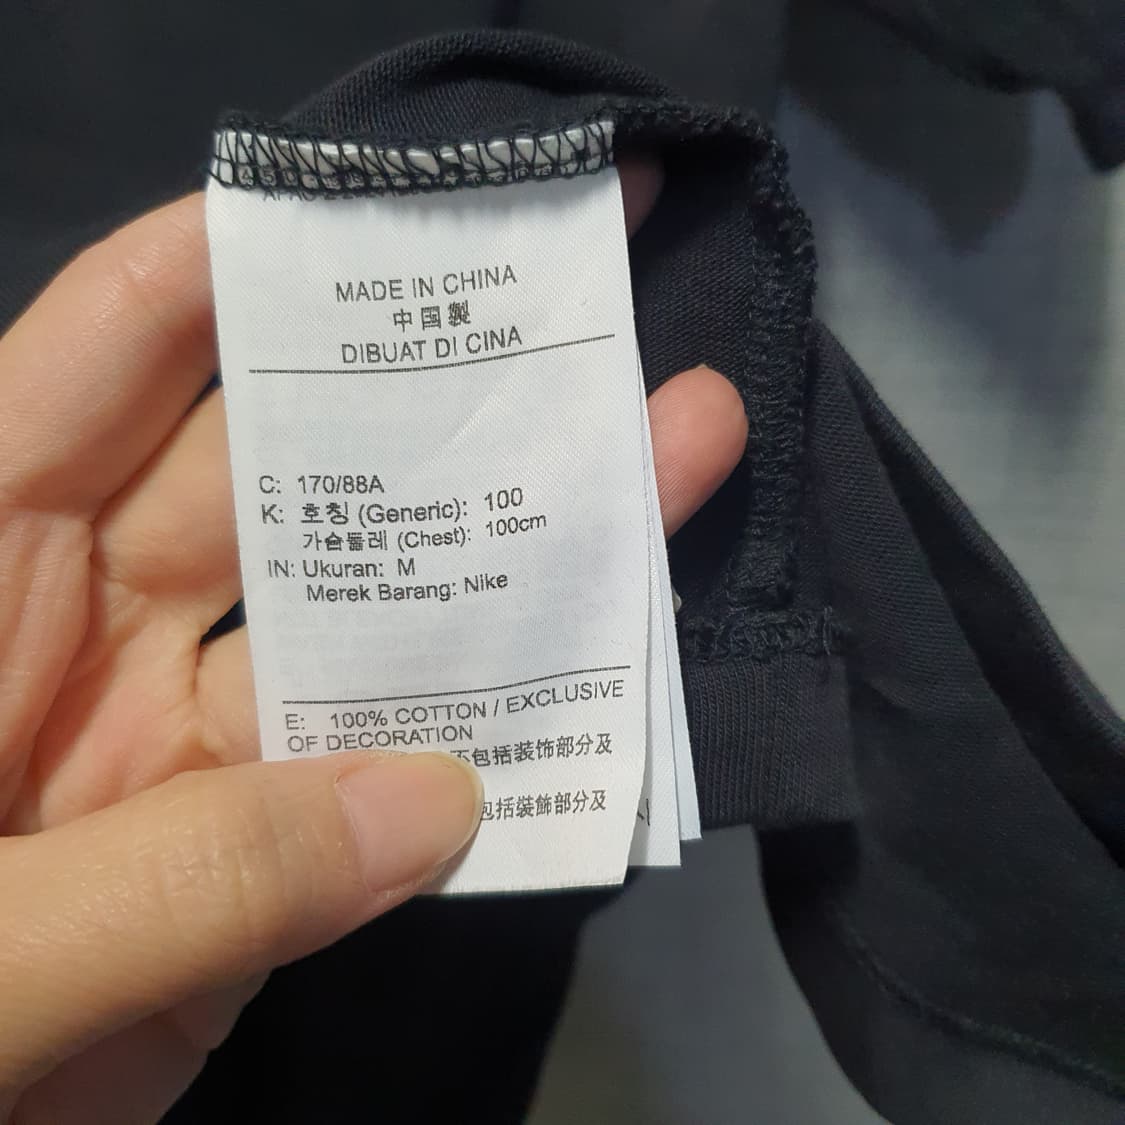 MADE IN CHINA
中国製
DIBUAT DI CINA
C: 170/88A
K: 호칭 (Generic): 100
가슴둘레 (Chest): 100cm
IN: Ukuran: M
Merek Barang: Nike
E: 100% COTTON / EXCLUSIVE
OF DECORATION
不包括装饰部分及
包括裝飾部分及